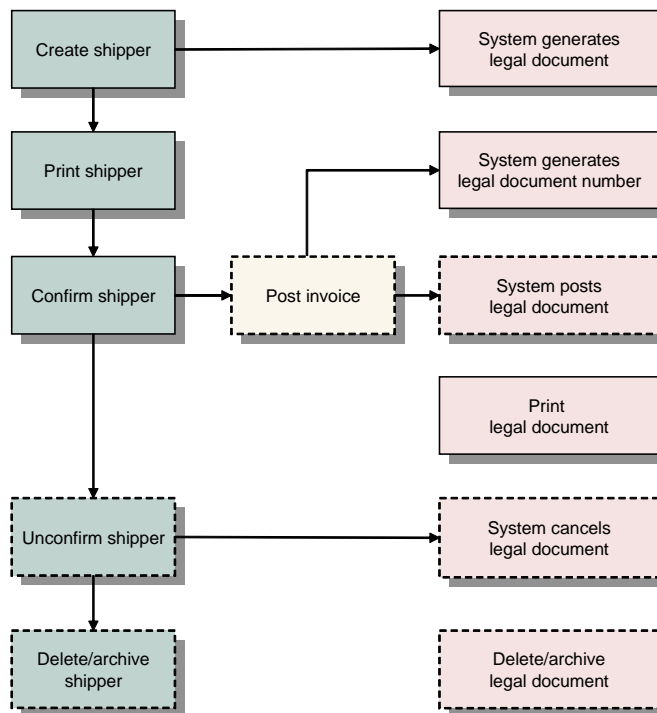 Create shipper
System generates
legal document
Print shipper
System generates
legal document number
Confirm shipper
Post invoice
System posts
legal document
Print
legal document
Unconfirm shipper
System cancels
legal document
Delete/archive
shipper
Delete/archive
legal document